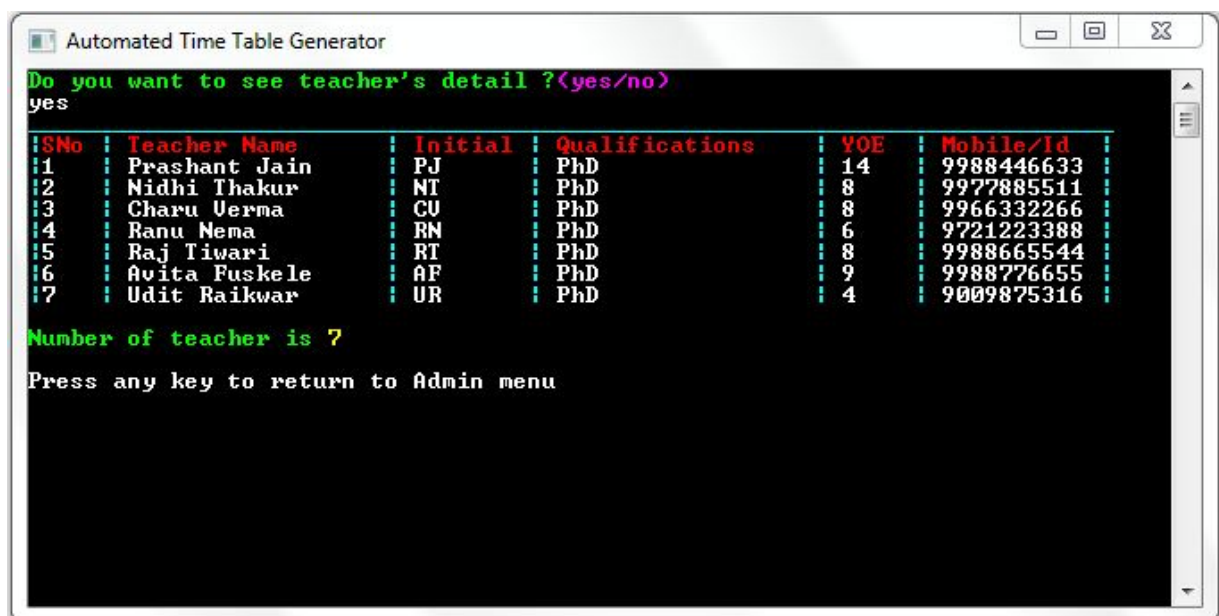 Automated Time Table Generator
Do you want to see teacher's detail ?(yes/no)
yes
SNo | Teacher Name | Initial | Qualifications | YOE | Mobile/Id
1 | Prashant Jain | PJ | PhD | 14 | 9988446633
2 | Nidhi Thakur | NT | PhD | 8 | 9977885511
3 | Charu Verma | CV | PhD | 8 | 9966332266
4 | Ranu Nema | RN | PhD | 6 | 9721223388
5 | Raj Tiwari | RT | PhD | 8 | 9988665544
6 | Avita Fuskele | AF | PhD | 9 | 9988776655
7 | Udit Raikwar | UR | PhD | 4 | 9009875316
Number of teacher is 7
Press any key to return to Admin menu